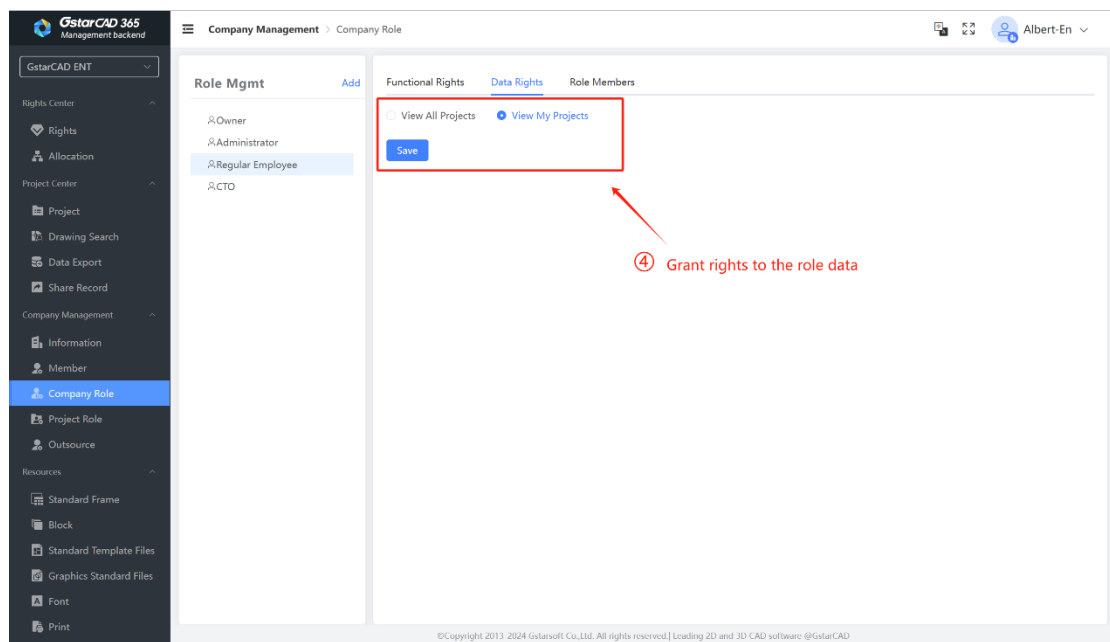 GstarCAD 365
Management backend
Company Management > Company Role
Albert-En
GstarCAD ENT
Rights Center
Rights
Allocation
Project Center
Project
Drawing Search
Data Export
Share Record
Company Management
Information
Member
Company Role
Project Role
Outsource
Resources
Standard Frame
Block
Standard Template Files
Graphics Standard Files
Font
Print
Role Mgmt
Add
Owner
Administrator
Regular Employee
CTO
Functional Rights Data Rights Role Members
View All Projects View My Projects
Save
④ Grant rights to the role data
©Copyright 2013-2024 Gstarsoft Co.,Ltd. All rights reserved.| Leading 2D and 3D CAD software @GstarCAD